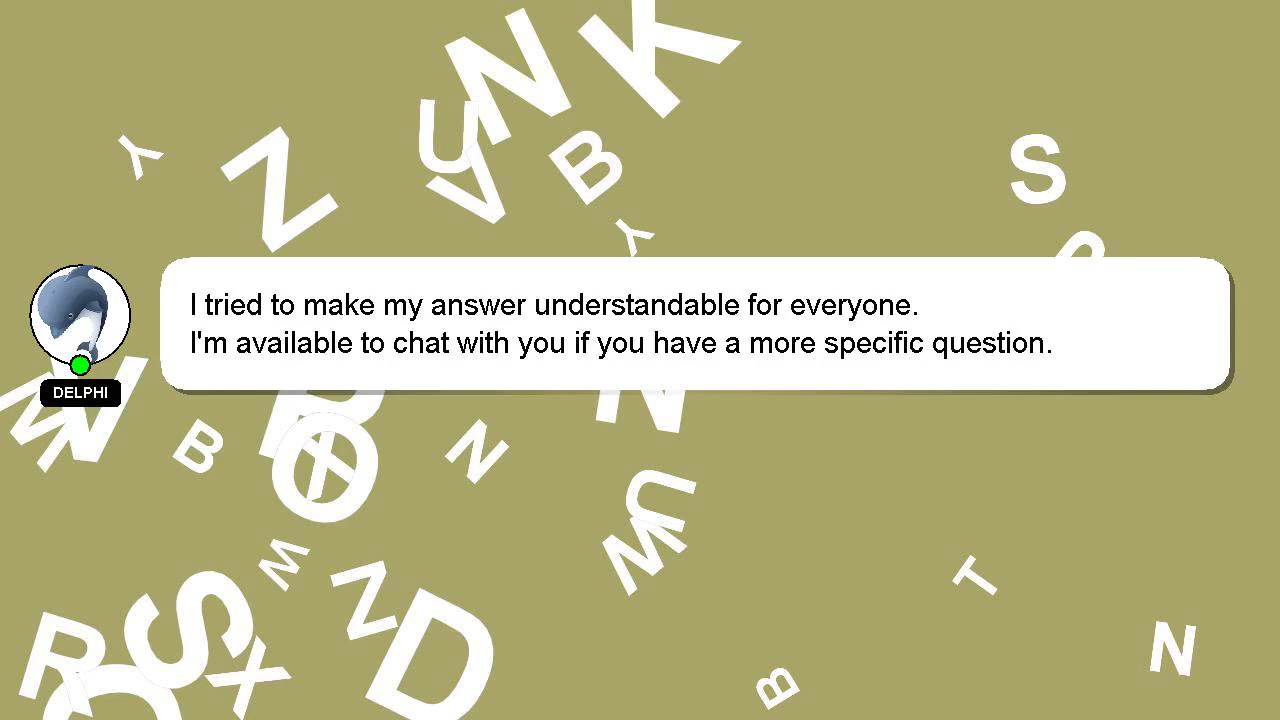 I tried to make my answer understandable for everyone.
I'm available to chat with you if you have a more specific question.
DELPHI